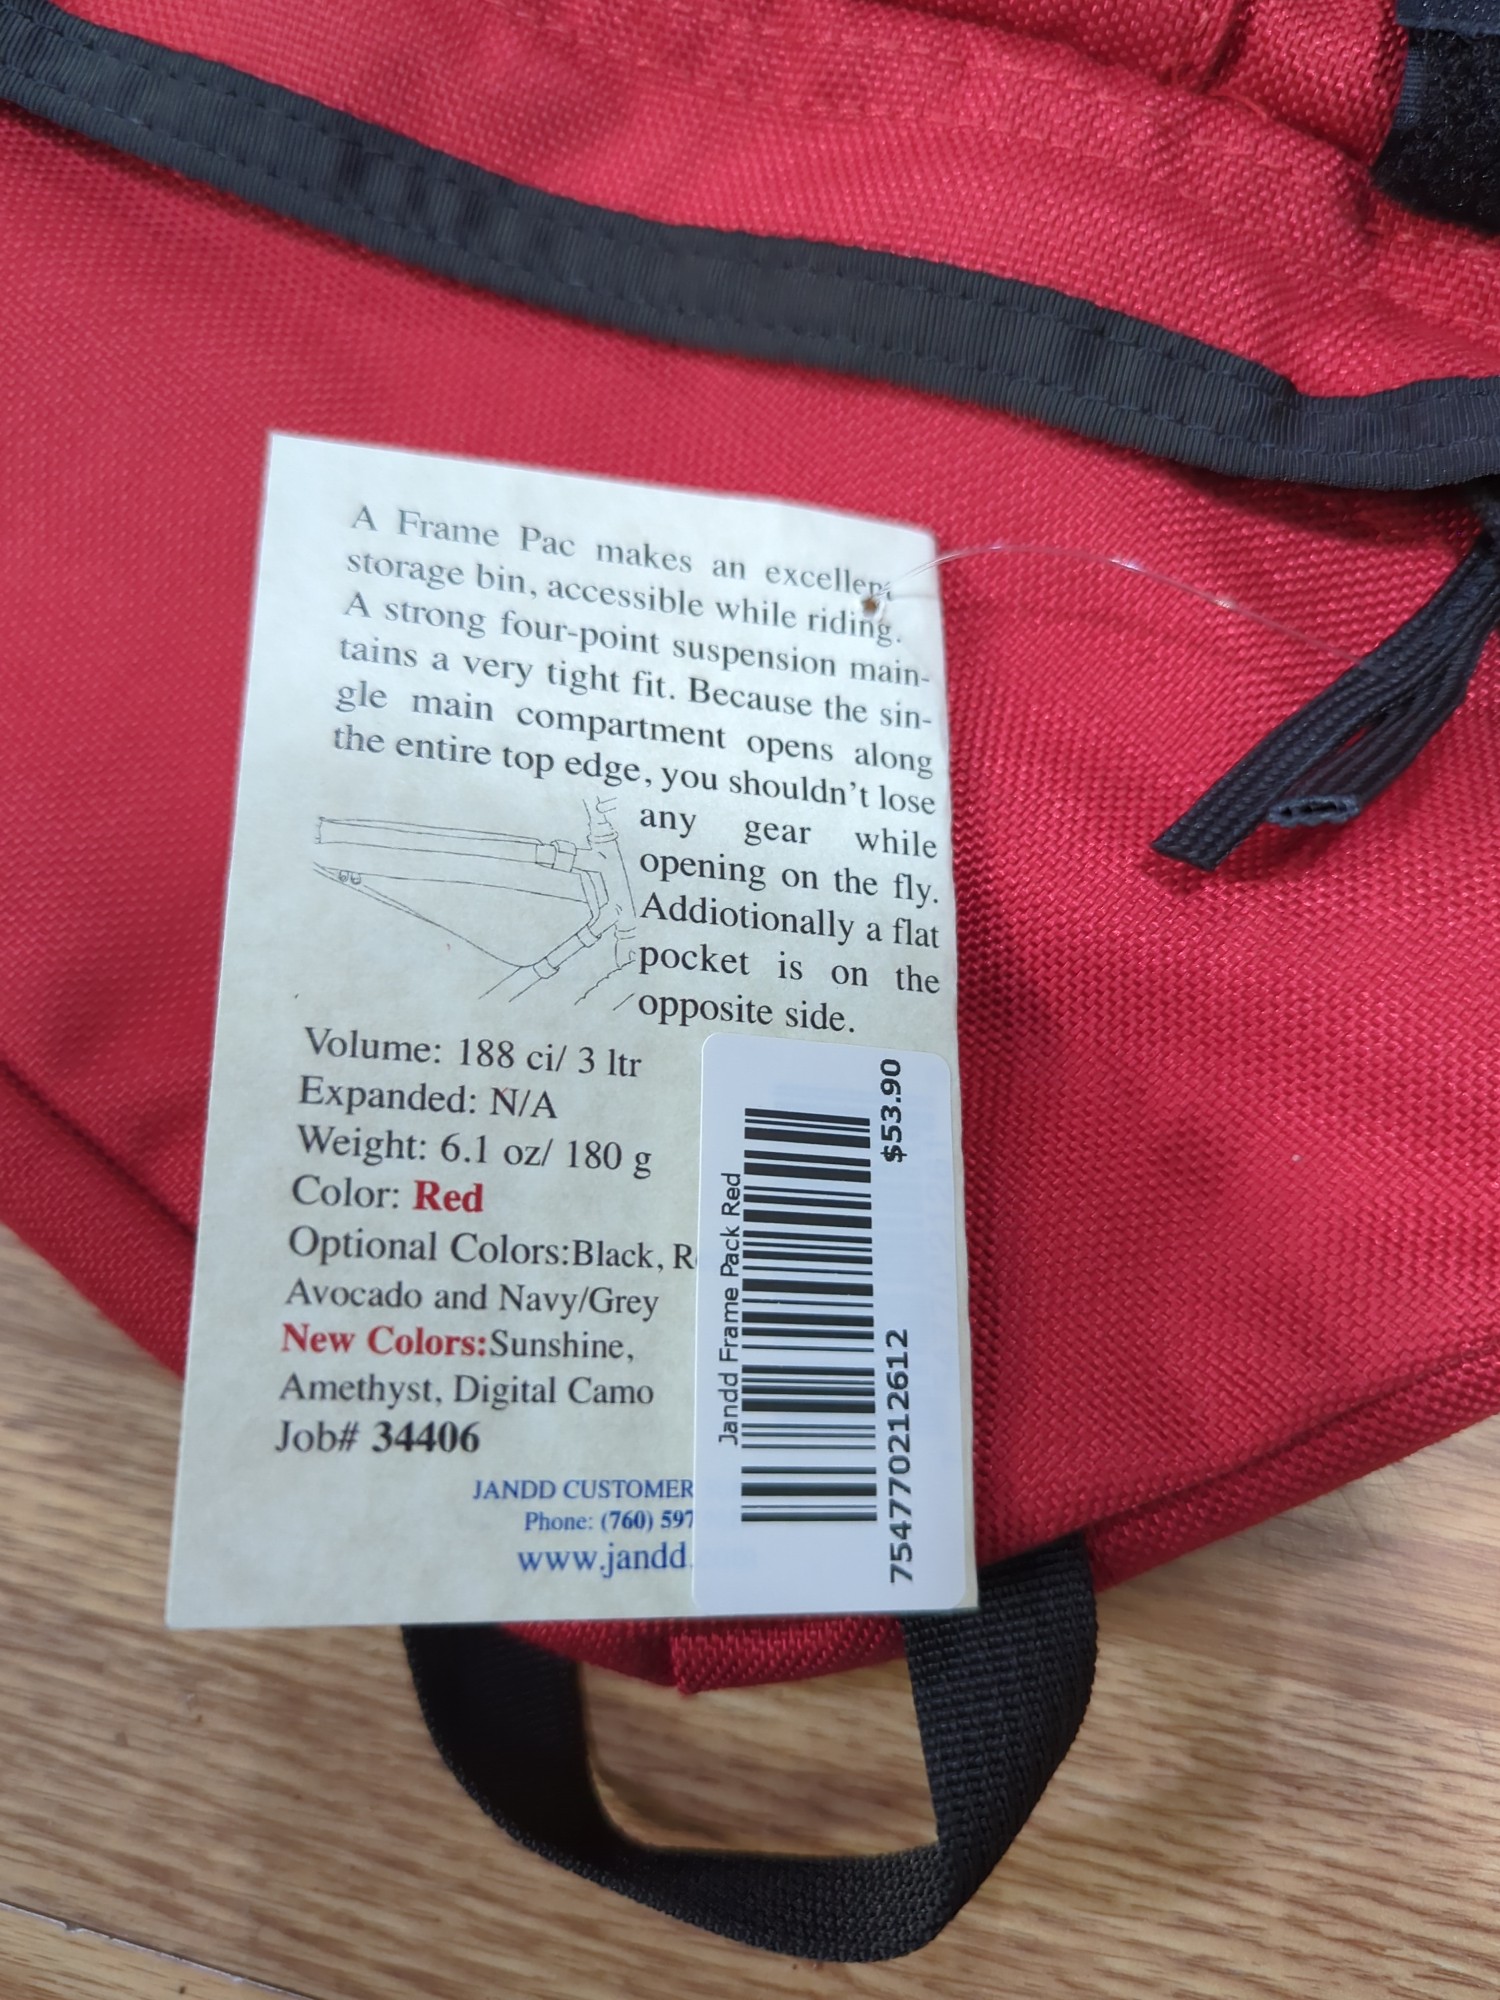 A Frame Pac makes an excellent
storage bin, accessible while riding.
A strong four-point suspension main-
tains a very tight fit. Because the sin-
gle main compartment opens along
the entire top edge, you shouldn't lose
any gear while
opening on the fly.
Addiotionally a flat
pocket is on the
opposite side.
Volume: 188 ci/ 3 ltr
Expanded: N/A
Weight: 6.1 oz/ 180 g
Color: Red
Optional Colors:Black,
Avocado and Navy/Grey
New Colors:Sunshine,
Amethyst, Digital Camo
Job# 34406
JANDD CUSTOMER
Phone: (760) 597
www.jandd.
Jandd Frame Pack Red
$53.90
754770212612